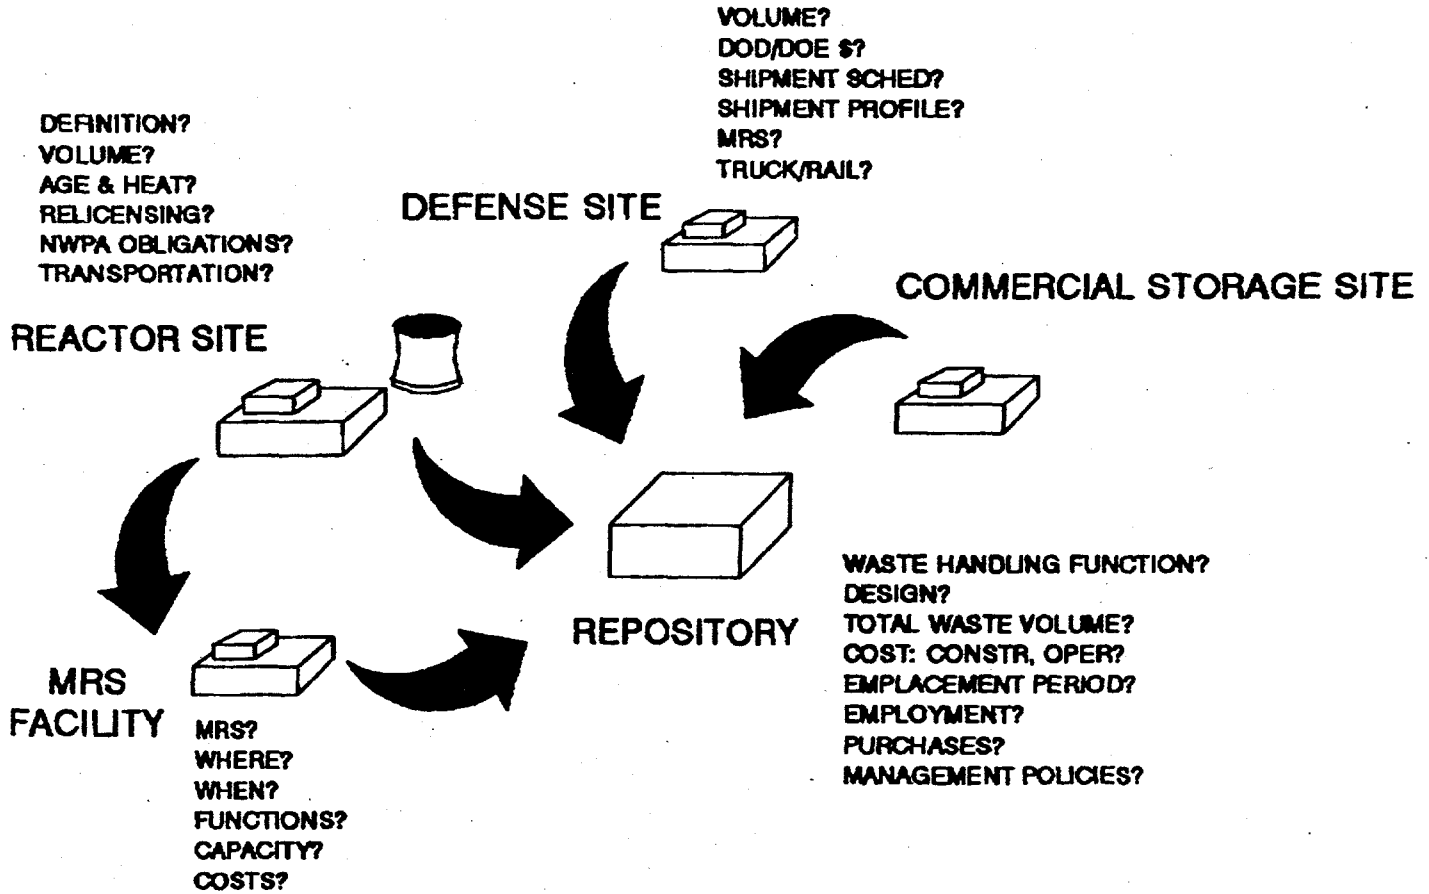 VOLUME?
DOD/DOE $?
SHIPMENT SCHED?
SHIPMENT PROFILE?
MRS?
TRUCK/RAIL?
DEFENSE SITE
DEFINITION?
VOLUME?
AGE & HEAT?
RELICENSING?
NWPA OBLIGATIONS?
TRANSPORTATION?
REACTOR SITE
COMMERCIAL STORAGE SITE
REPOSITORY
WASTE HANDLING FUNCTION?
DESIGN?
TOTAL WASTE VOLUME?
COST: CONSTR, OPER?
EMPLACEMENT PERIOD?
EMPLOYMENT?
PURCHASES?
MANAGEMENT POLICIES?
MRS
FACILITY
MRS?
WHERE?
WHEN?
FUNCTIONS?
CAPACITY?
COSTS?